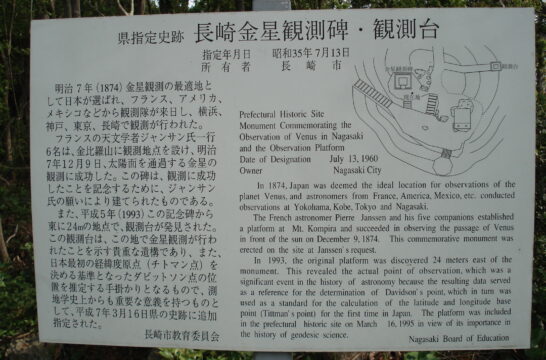 県指定史跡 長崎金星観測碑・観測台
指定年月日 昭和35年7月13日
所有者 長崎市
明治7年(1874)金星観測の最適地と
して日本が選ばれ、フランス、アメリカ、
メキシコなどから観測隊が来日し、横浜、
神戸、東京、長崎で観測が行われた。
フランスの天文学者ジャンサン氏一行
6名は、金比羅山に観測地点を設け、明治
7年12月9日、太陽面を通過する金星の
観測に成功した。この碑は、観測に成功
したことを記念するために、ジャンサン
氏の願いにより建てられたものである。
また、平成5年(1993)この記念碑から
東に24mの地点で、観測台が発見された。
この観測台は、この地で金星観測が行わ
れたことを示す貴重な遺構であり、また、
日本最初の経緯度原点(チトマン点)を
決める基準となったダビットソン点の位
置を推定する手掛かりとなるもので、測
地学史上からも重要な意義を持つものと
して、平成7年3月16日県の史跡に追加
指定された。
長崎市教育委員会
金星観測碑
観測台
現在地
Prefectural Historic Site
Monument Commemorating the
Observation of Venus in Nagasaki
and the Observation Platform
Date of Designation July 13, 1960
Owner Nagasaki City
In 1874, Japan was deemed the ideal location for observations of the
planet Venus, and astronomers from France, America, Mexico, etc. conducted
observations at Yokohama, Kobe, Tokyo and Nagasaki.
The French astronomer Pierre Janssen and his five companions established
a platform at Mt. Kompira and succeeded in observing the passage of Venus
in front of the sun on December 9, 1874. This commemorative monument was
erected on the site at Janssen's request.
In 1993, the original platform was discovered 24 meters east of the
monument. This revealed the actual point of observation, which was a
significant event in the history of astronomy because the resulting data served
as a reference for the determination of Davidson's point, which in turn was
used as a standard for the calculation of the latitude and longitude base
point (Tittman's point) for the first time in Japan. The platform was included
in the prefectural historic site on March 16, 1995 in view of its importance in
the history of geodesic science.
Nagasaki Board of Education